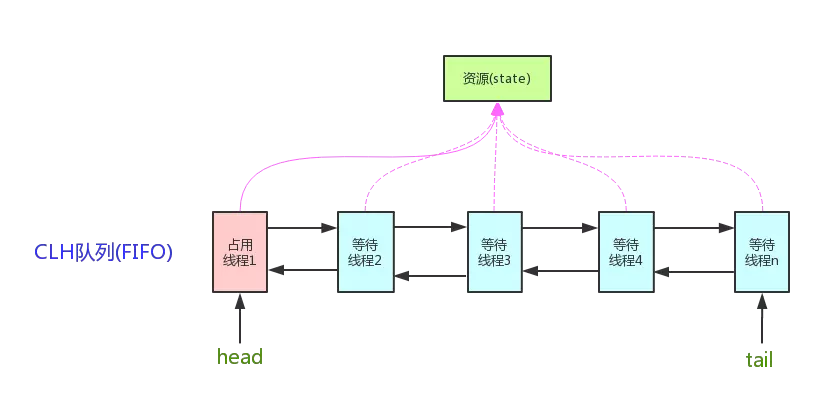 资源(state)
CLH队列(FIFO)
占用
线程1
等待
线程2
等待
线程3
等待
线程4
等待
线程n
head
tail